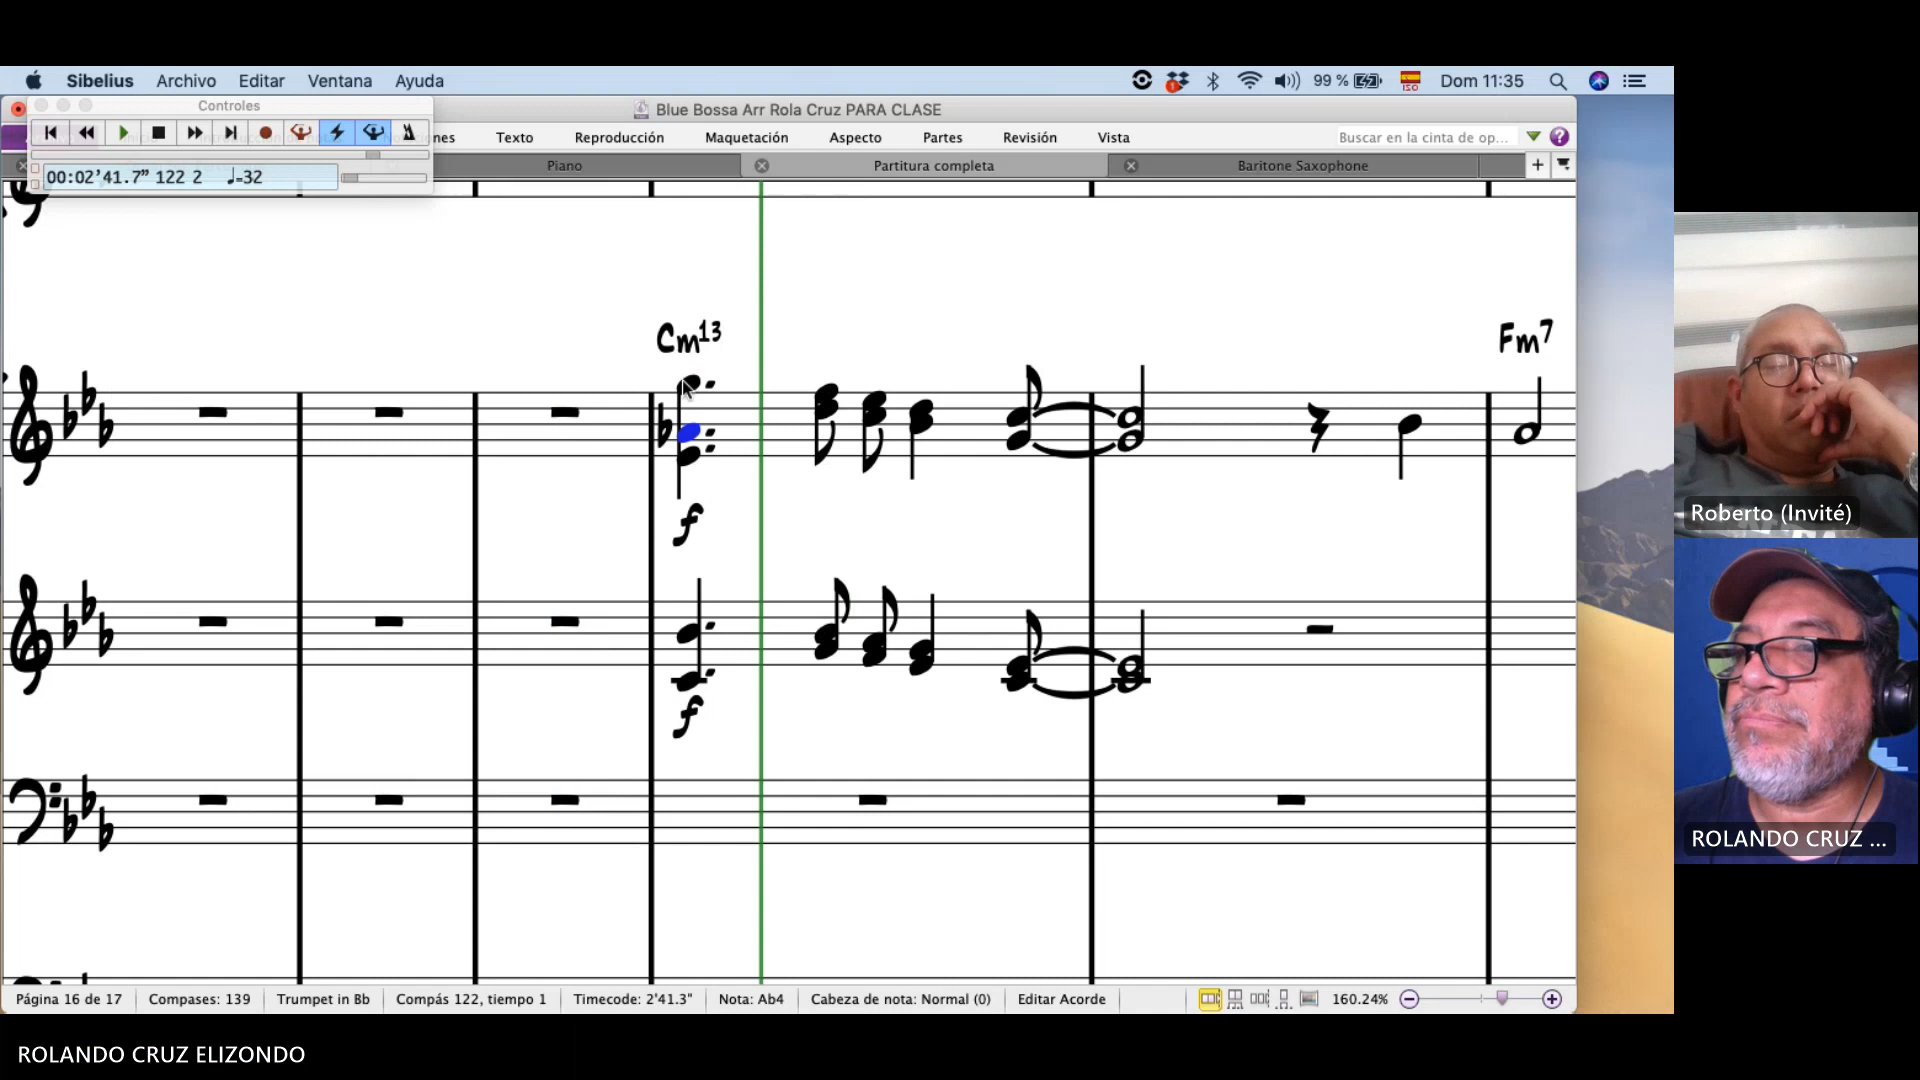 Sibelius Archivo Editar Ventana Ayuda 99 % ISO Dom 11:35
Controles Blue Bossa Arr Rola Cruz PARA CLASE
nes Texto Reproducción Maquetación Aspecto Partes Revisión Vista Buscar en la cinta de op... ?
Piano Partitura completa Baritone Saxophone +
00:02'41.7" 122 2 ♩=32
Cm13 Fm7
f
f
Roberto (Invité)
ROLANDO CRUZ ...
Página 16 de 17 Compases: 139 Trumpet in Bb Compás 122, tiempo 1 Timecode: 2'41.3" Nota: Ab4 Cabeza de nota: Normal (0) Editar Acorde 160.24%
ROLANDO CRUZ ELIZONDO